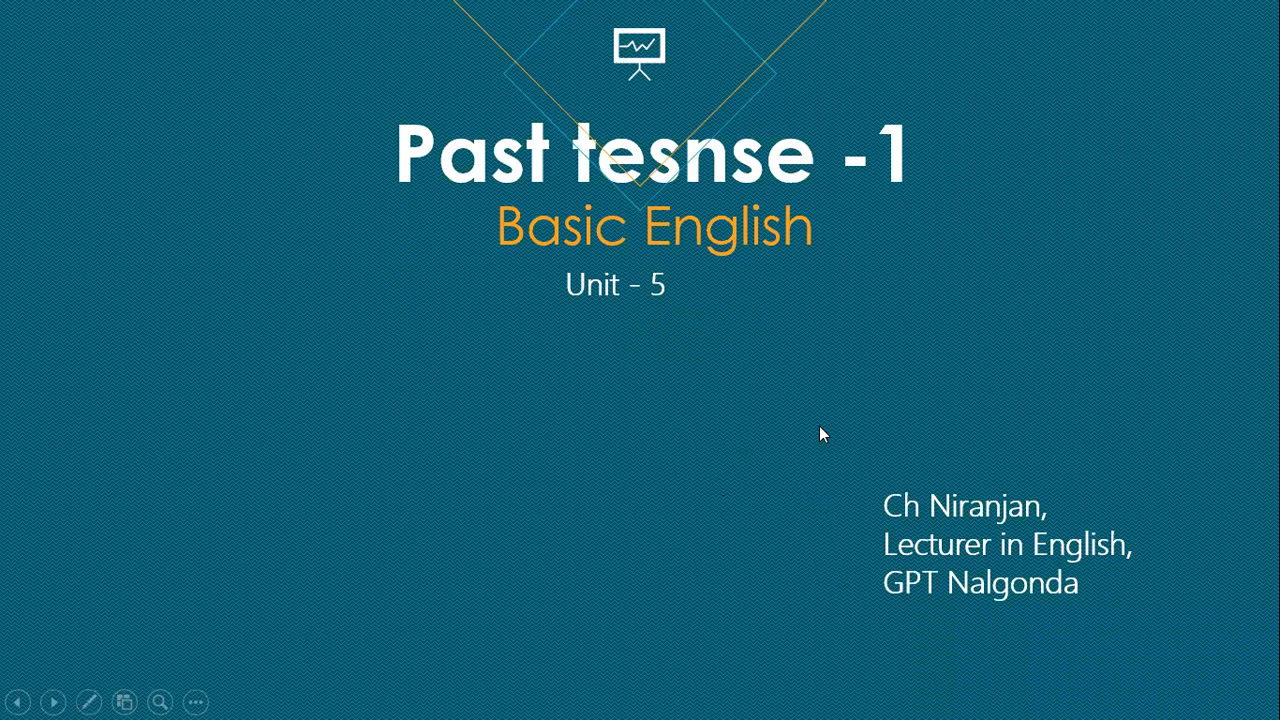 Past tesnse -1
Basic English
Unit - 5
Ch Niranjan,
Lecturer in English,
GPT Nalgonda